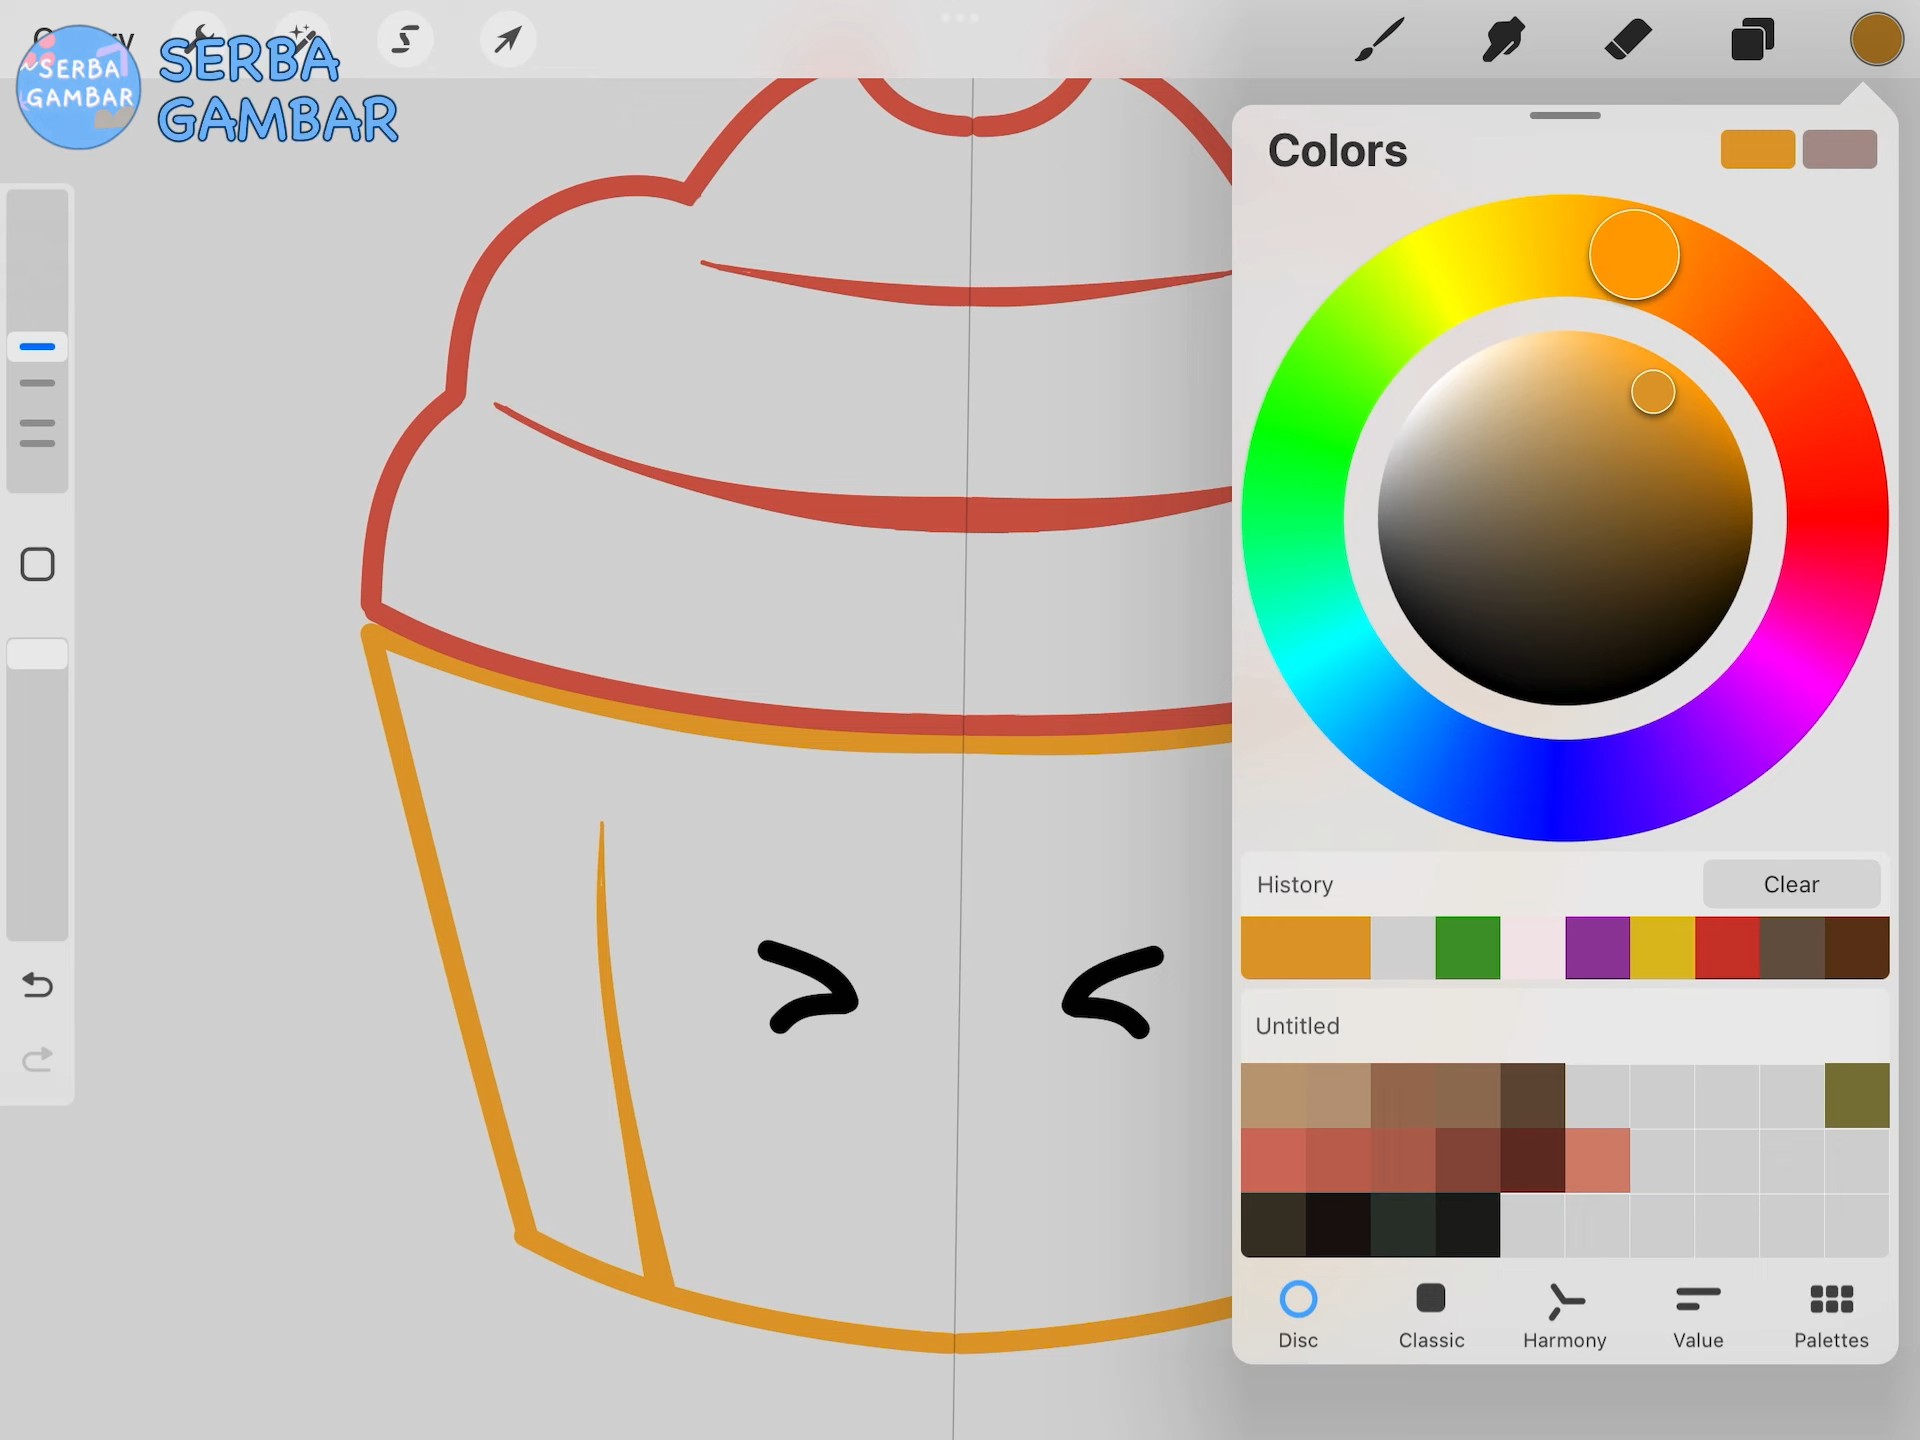 SERBA
GAMBAR
SERBA
GAMBAR
Colors
History
Clear
Untitled
Disc
Classic
Harmony
Value
Palettes